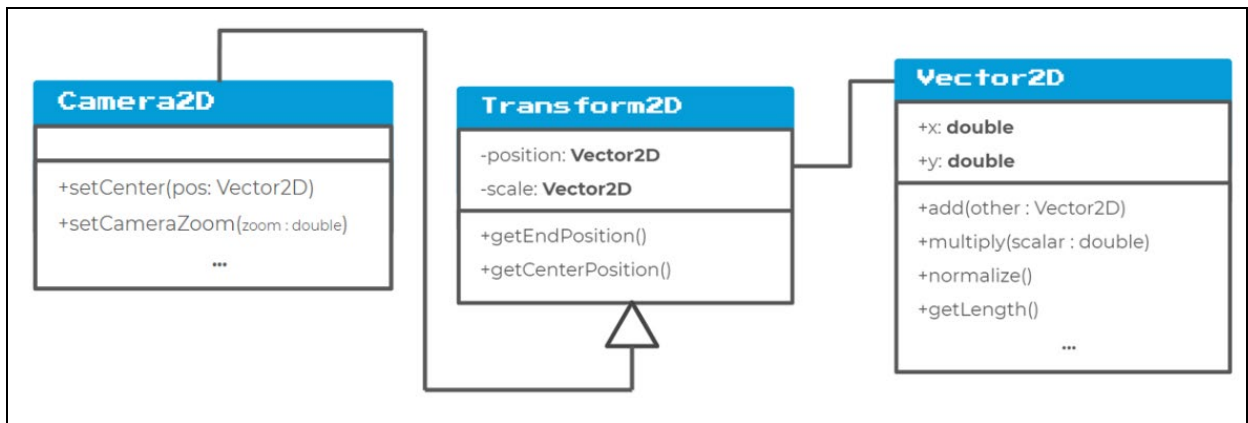 Camera2D
+setCenter(pos: Vector2D)
+setCameraZoom(zoom : double)
...
Transform2D
-position: Vector2D
-scale: Vector2D
+getEndPosition()
+getCenterPosition()
Vector2D
+x: double
+y: double
+add(other : Vector2D)
+multiply(scalar : double)
+normalize()
+getLength()
...